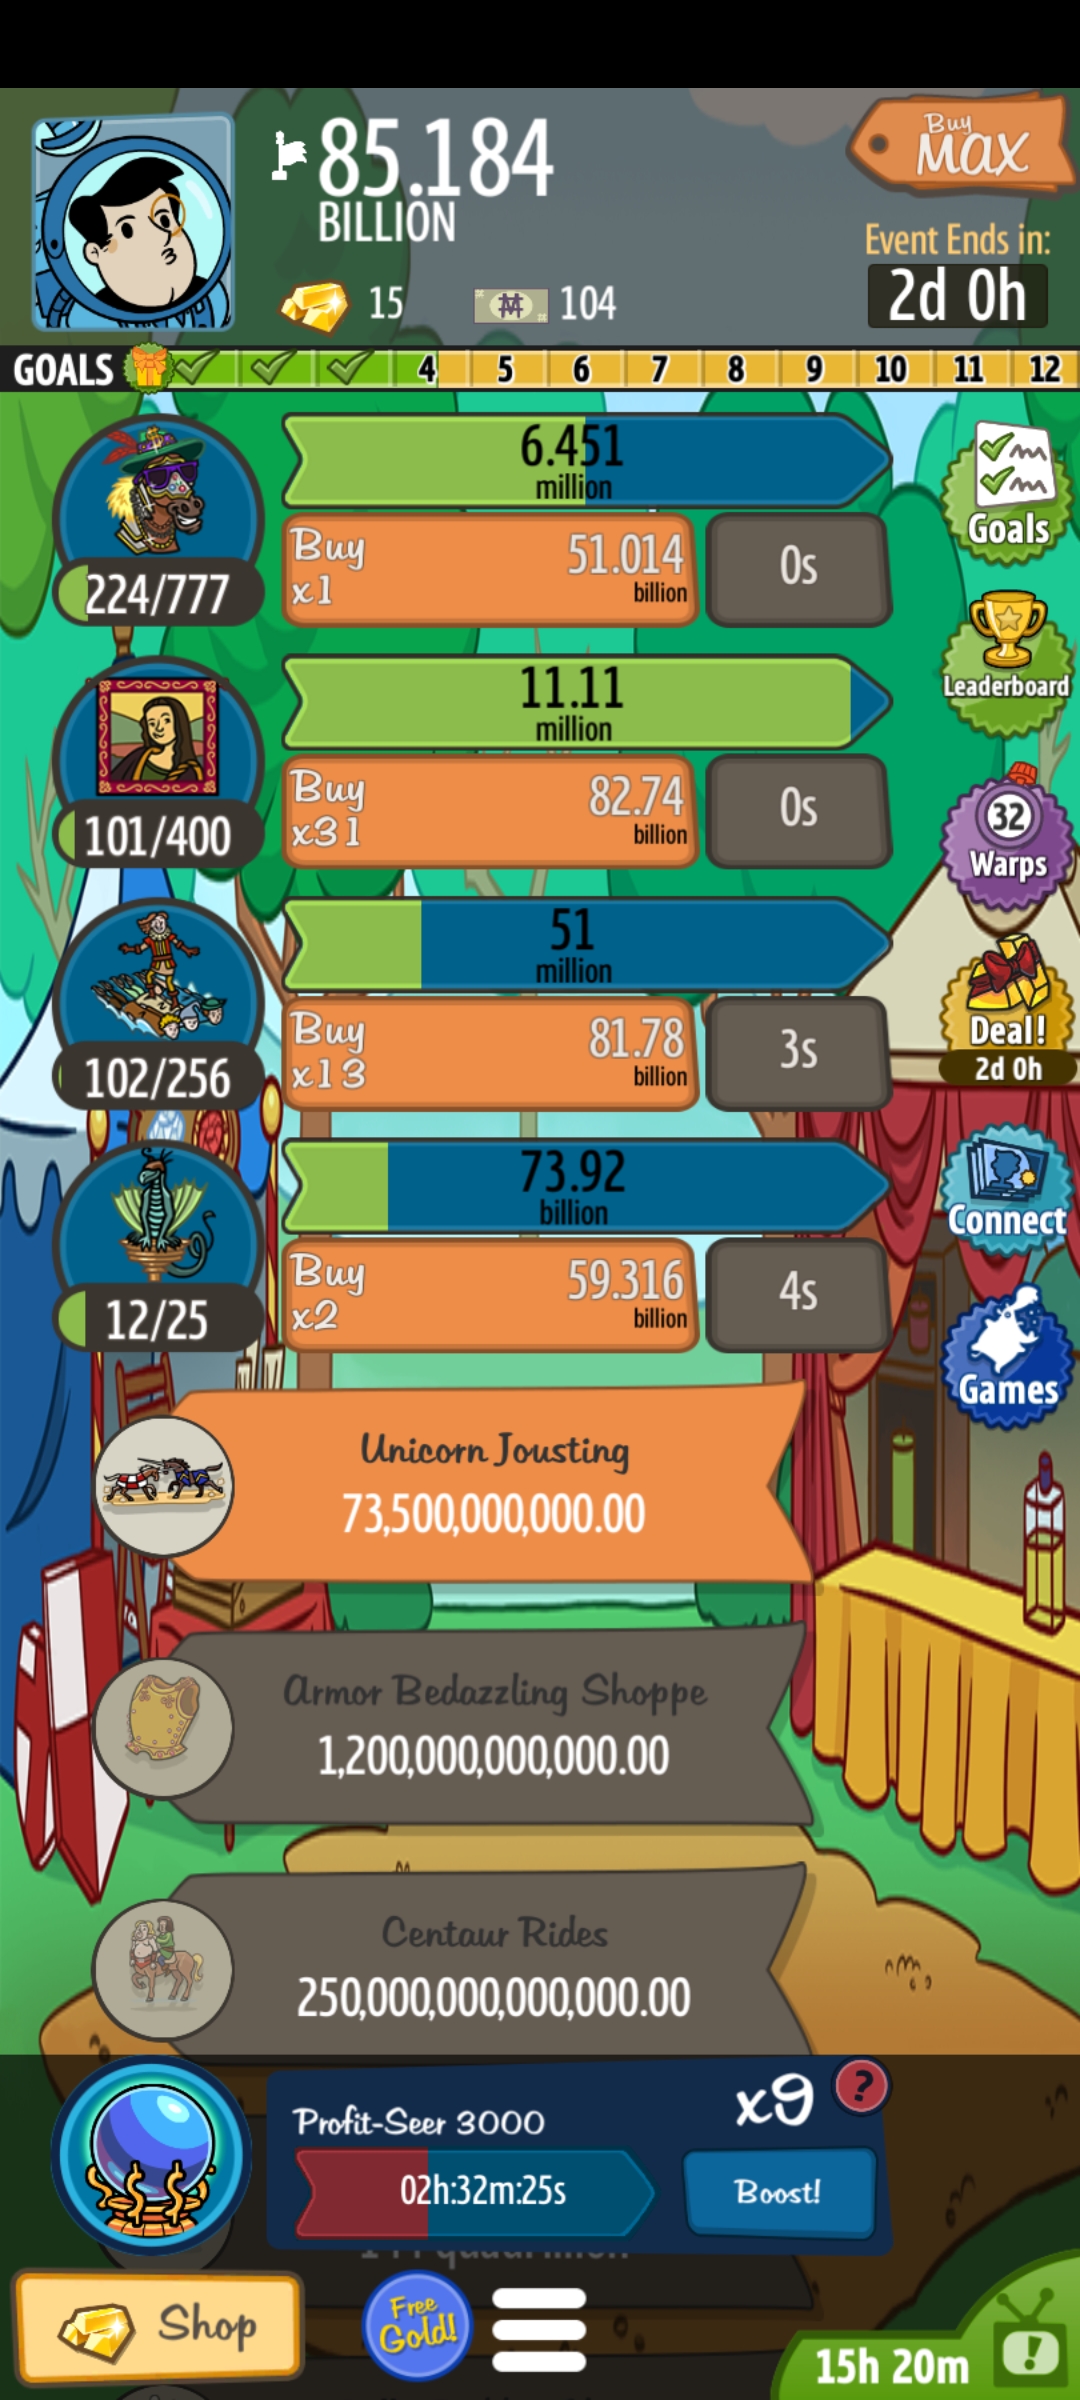 85.184
BILLION
Buy
MAX
Event Ends in:
2d 0h
15
104
GOALS
4 5 6 7 8 9 10 11 12
6.451
million
Buy
x1
51.014
billion
0s
224/777
Goals
11.11
million
Buy
x31
82.74
billion
0s
101/400
Leaderboard
32
Warps
51
million
Buy
x13
81.78
billion
3s
102/256
Deal!
2d 0h
73.92
billion
Buy
x2
59.316
billion
4s
12/25
Connect
Games
Unicorn Jousting
73,500,000,000.00
Armor Bedazzling Shoppe
1,200,000,000,000.00
Centaur Rides
250,000,000,000,000.00
Profit-Seer 3000
x9
?
02h:32m:25s
Boost!
Shop
Free
Gold!
15h 20m
!